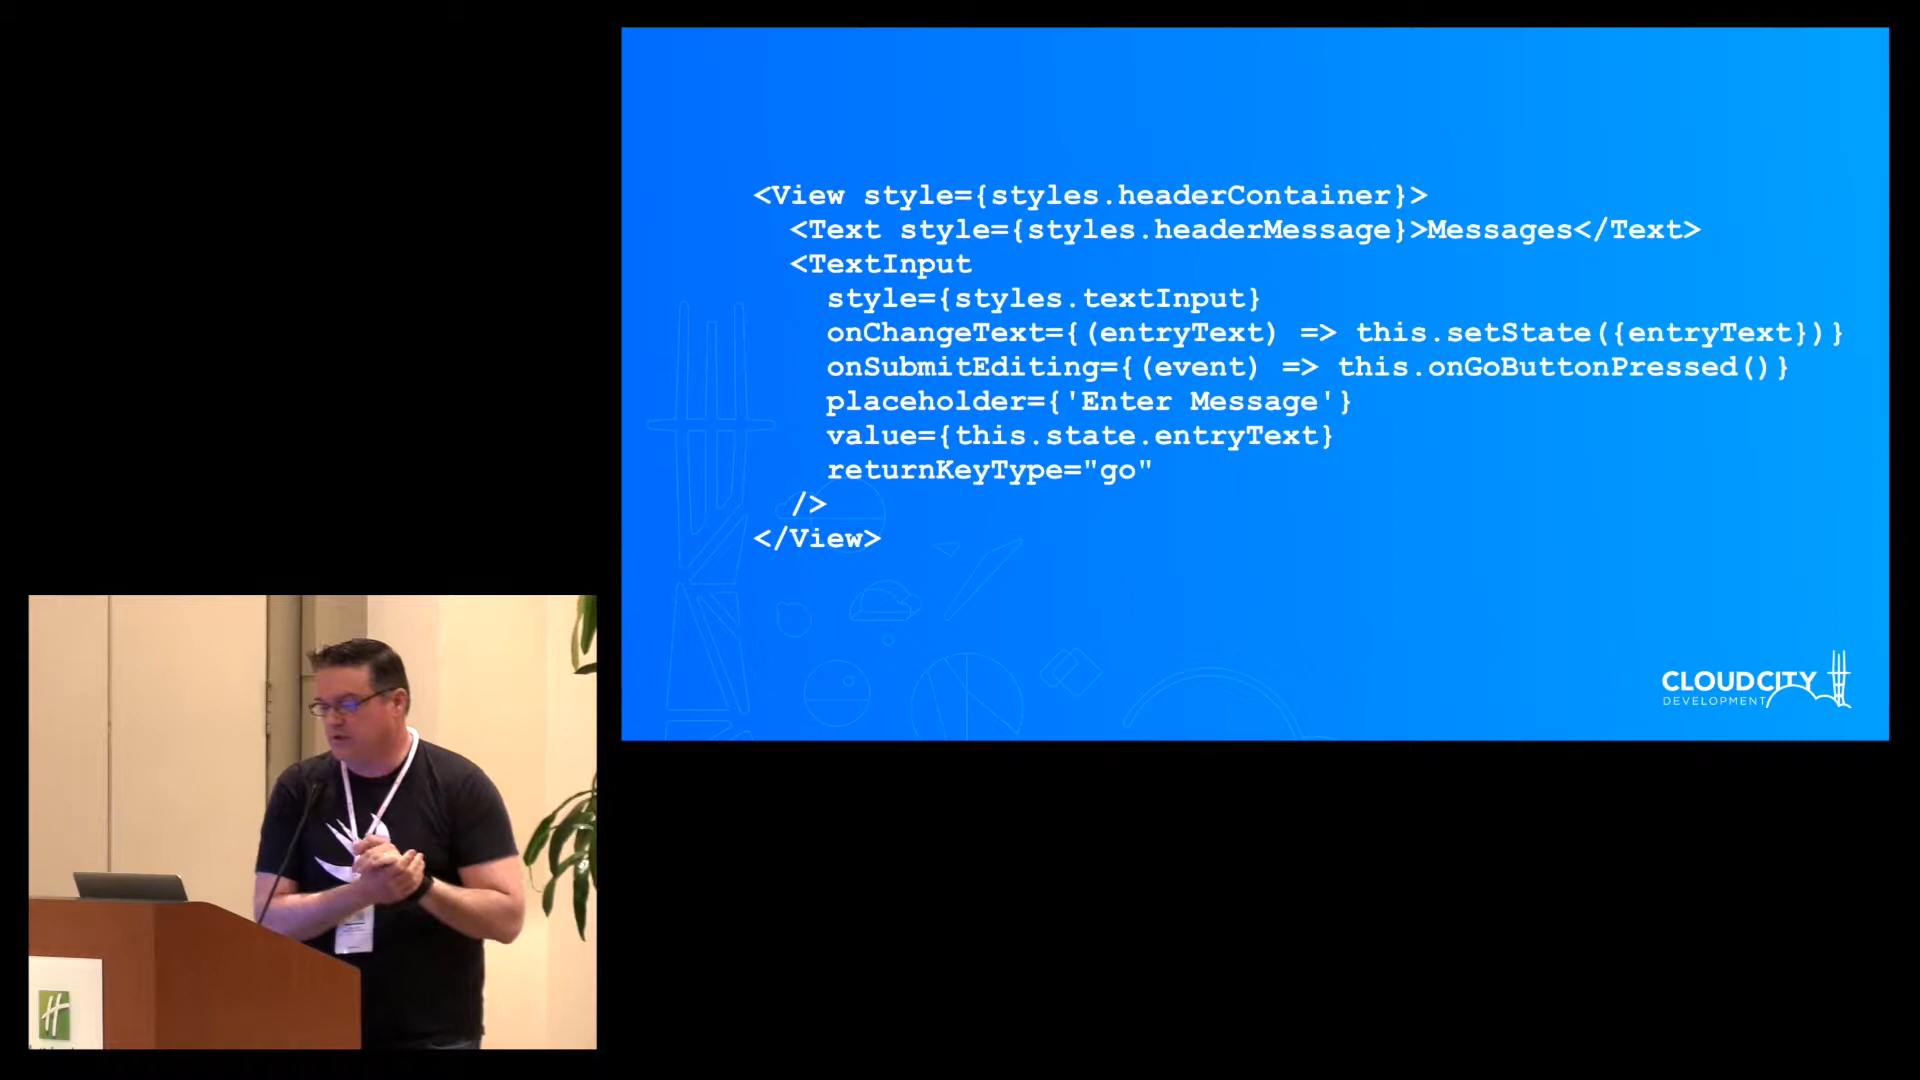 <View style={styles.headerContainer}>
<Text style={styles.headerMessage}>Messages</Text>
<TextInput
style={styles.textInput}
onChangeText={(entryText) => this.setState({entryText})}
onSubmitEditing={(event) => this.onGoButtonPressed()}
placeholder={'Enter Message'}
value={this.state.entryText}
returnKeyType="go"
/>
</View>
CLOUDCITY
DEVELOPMENT
H